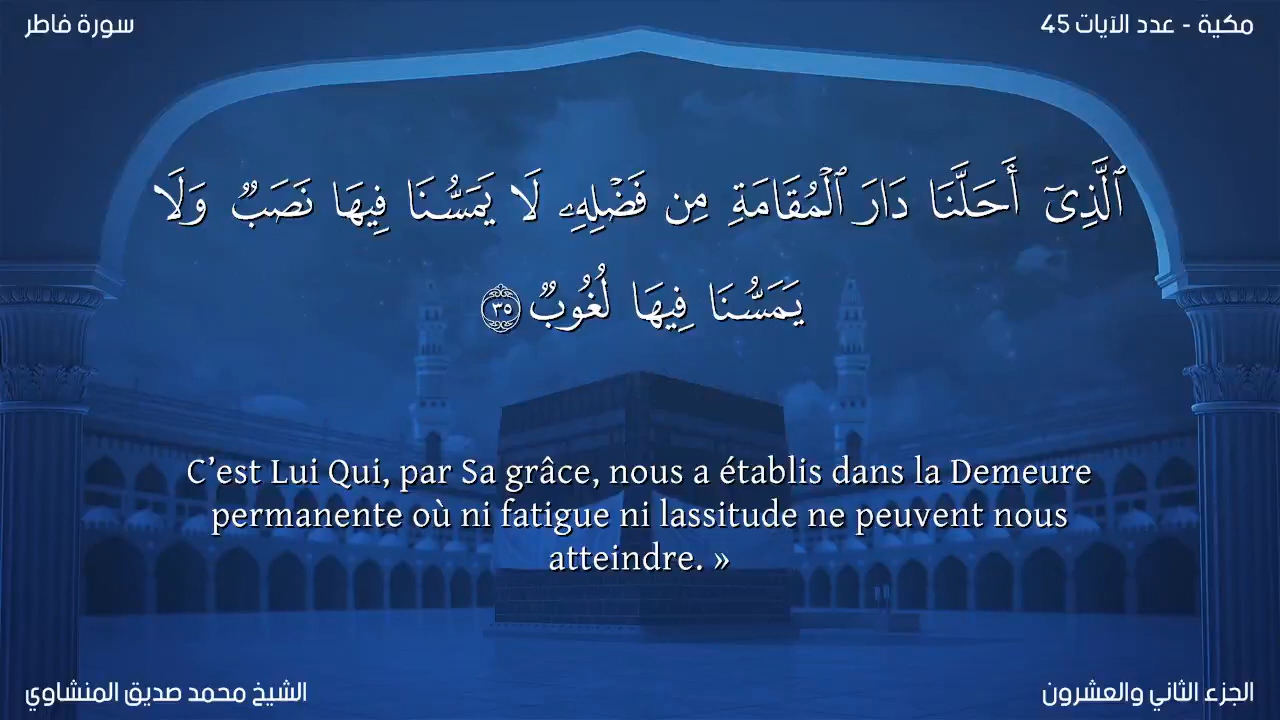 سورة فاطر
مكية - عدد الآيات 45
ٱلَّذِىٓ أَحَلَّنَا دَارَ ٱلْمُقَامَةِ مِن فَضْلِهِۦ لَا يَمَسُّنَا فِيهَا نَصَبٌ وَلَا
يَمَسُّنَا فِيهَا لُغُوبٌ ٣٥
C’est Lui Qui, par Sa grâce, nous a établis dans la Demeure
permanente où ni fatigue ni lassitude ne peuvent nous
atteindre. »
الشيخ محمد صديق المنشاوي
الجزء الثاني والعشرون